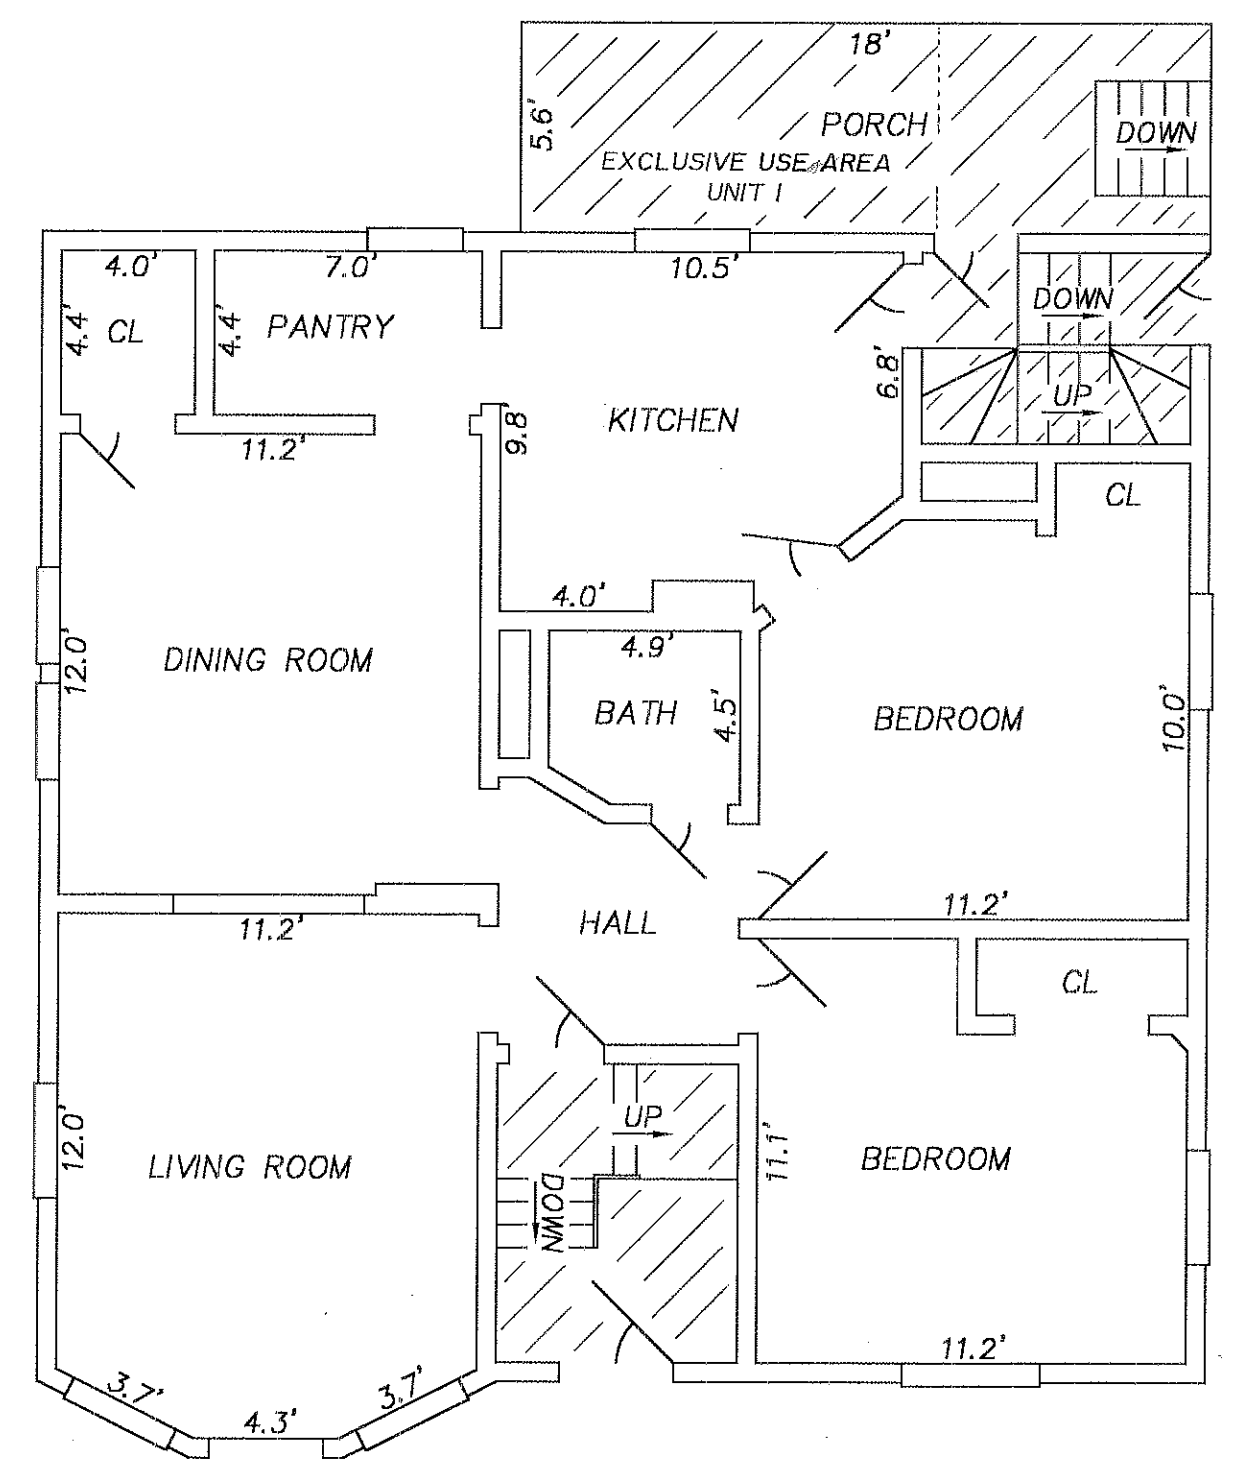 18'
5.6'
PORCH
DOWN
EXCLUSIVE USE AREA
UNIT 1
4.0'
7.0'
10.5'
4.4'
CL
4.4'
PANTRY
DOWN
6.8'
UP
9.8'
KITCHEN
11.2'
CL
4.0'
4.9'
12.0'
DINING ROOM
BATH
4.5'
BEDROOM
10.0'
11.2'
11.2'
HALL
CL
12.0'
LIVING ROOM
UP
11.1'
BEDROOM
DOWN
11.2'
3.7'
3.7'
4.3'